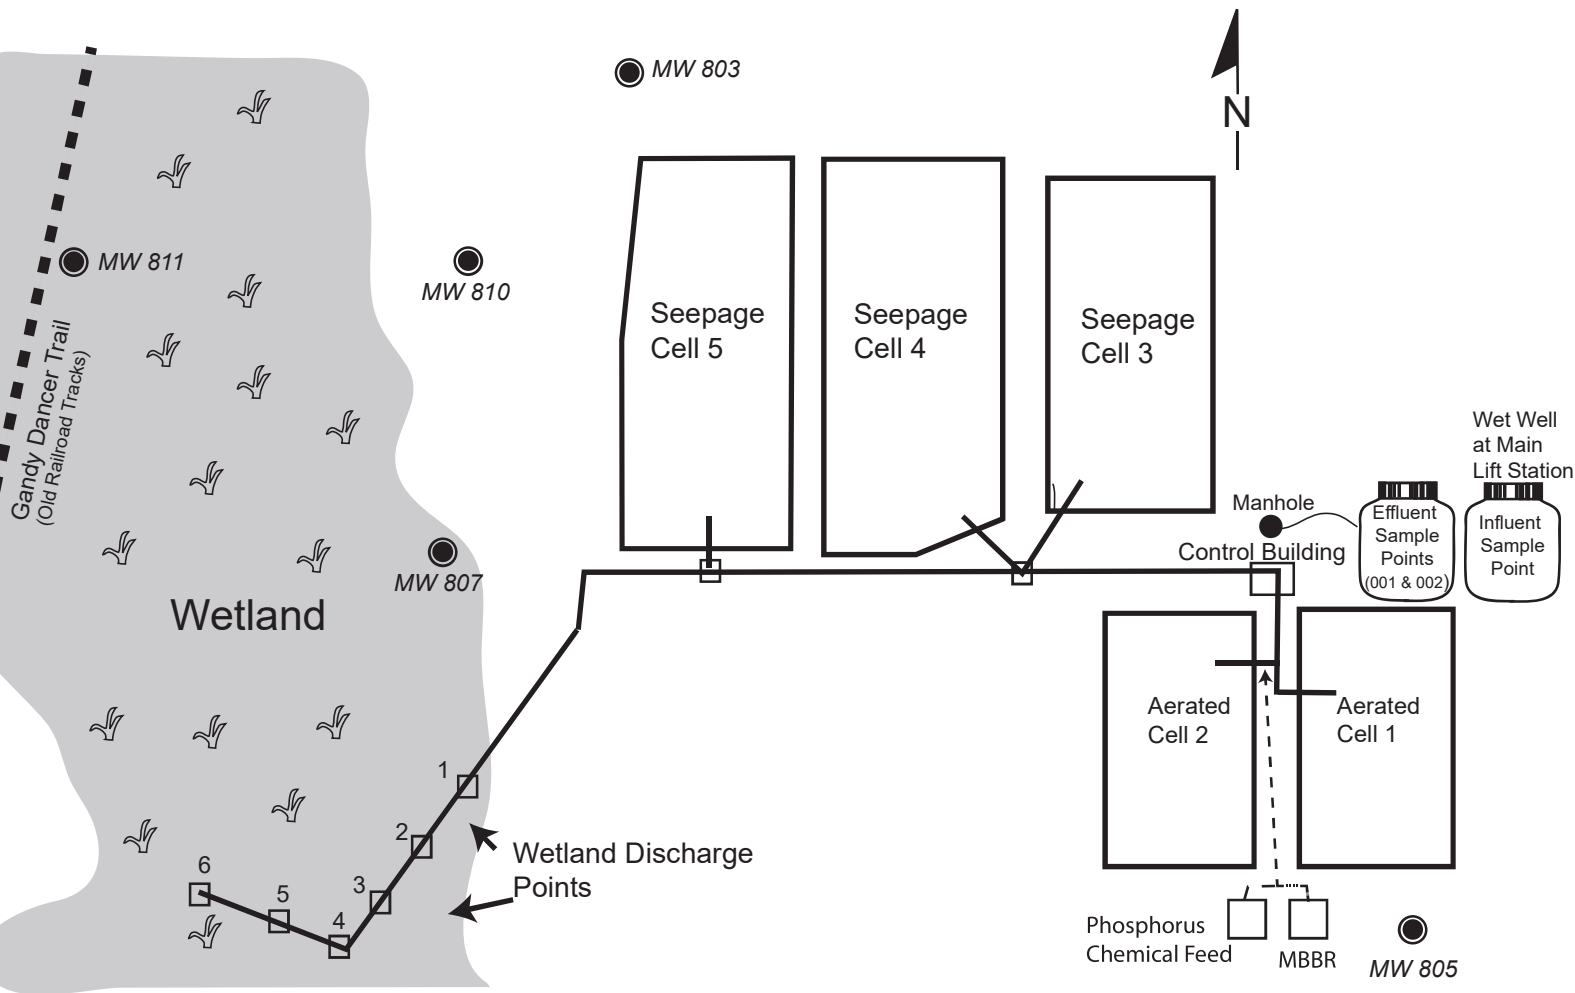 MW 803
N
MW 811
MW 810
Gandy Dancer Trail
(Old Railroad Tracks)
Seepage
Cell 5
Seepage
Cell 4
Seepage
Cell 3
Wet Well
at Main
Lift Station
Manhole
Control Building
Effluent
Sample
Points
(001 & 002)
Influent
Sample
Point
MW 807
Wetland
Aerated
Cell 2
Aerated
Cell 1
1
2
3
4
5
6
Wetland Discharge
Points
Phosphorus
Chemical Feed
MBBR
MW 805